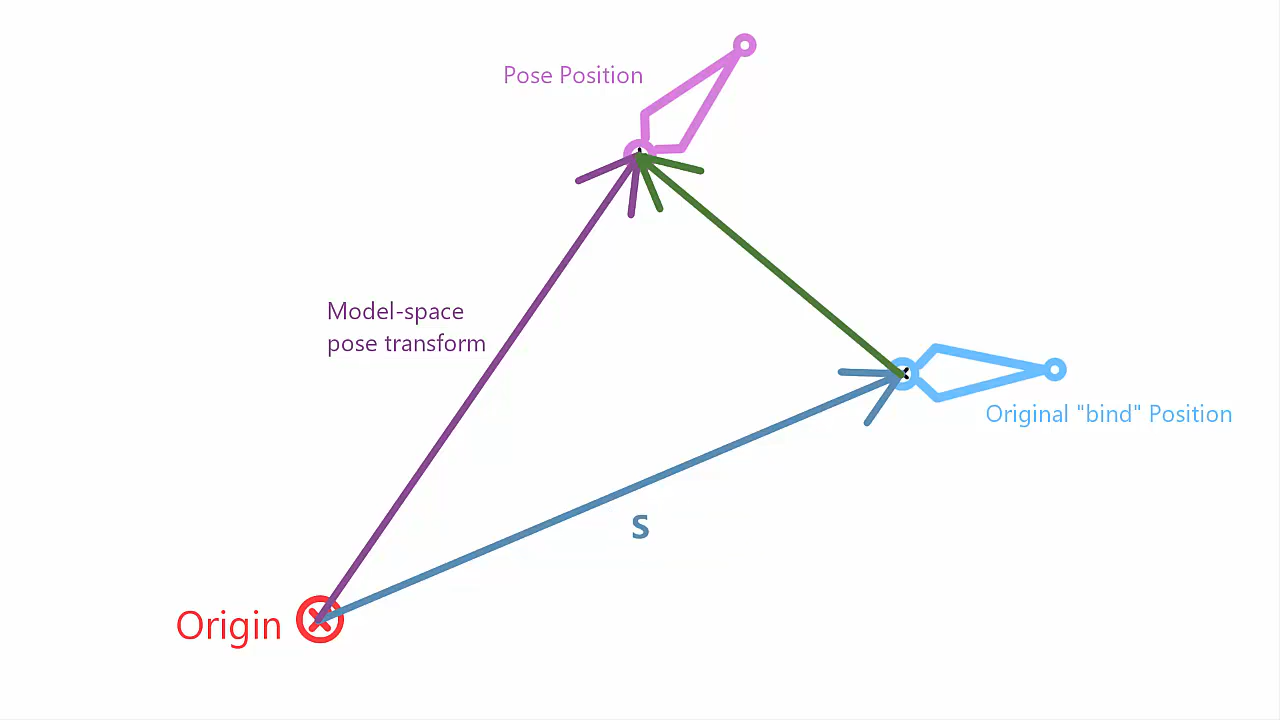 Pose Position
Model-space
pose transform
Original "bind" Position
S
Origin